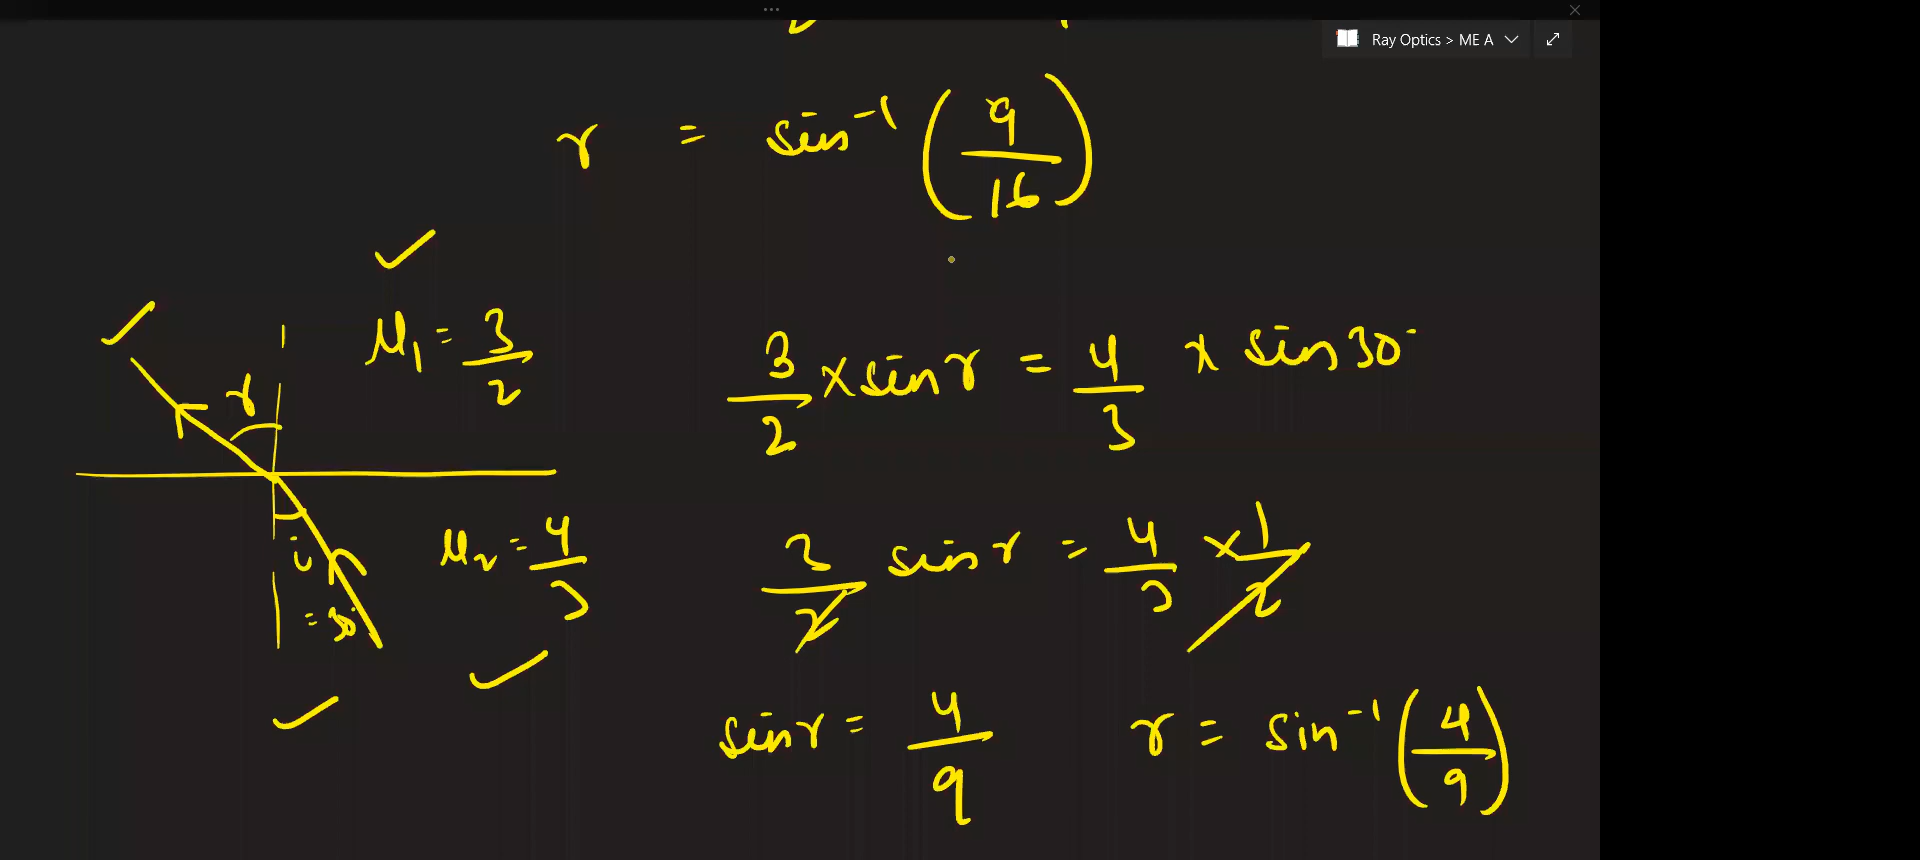 Ray Optics > ME A
r = sin⁻¹ (9/16)
μ₁ = 3/2
r
3/2 × sin r = 4/3 × sin 30°
μ₂ = 4/3
i
= 30°
3/2 sin r = 4/3 × 1/2
sin r = 4/9
r = sin⁻¹ (4/9)